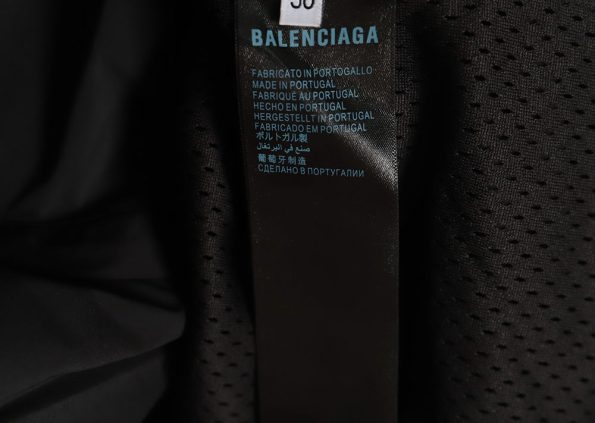 BALENCIAGA
FABRICATO IN PORTOGALLO
MADE IN PORTUGAL
FABRIQUÉ AU PORTUGAL
HECHO EN PORTUGAL
HERGESTELLT IN PORTUGAL
FABRICADO EM PORTUGAL
ポルトガル製
صنع في البرتغال
葡萄牙制造
СДЕЛАНО В ПОРТУГАЛИИ